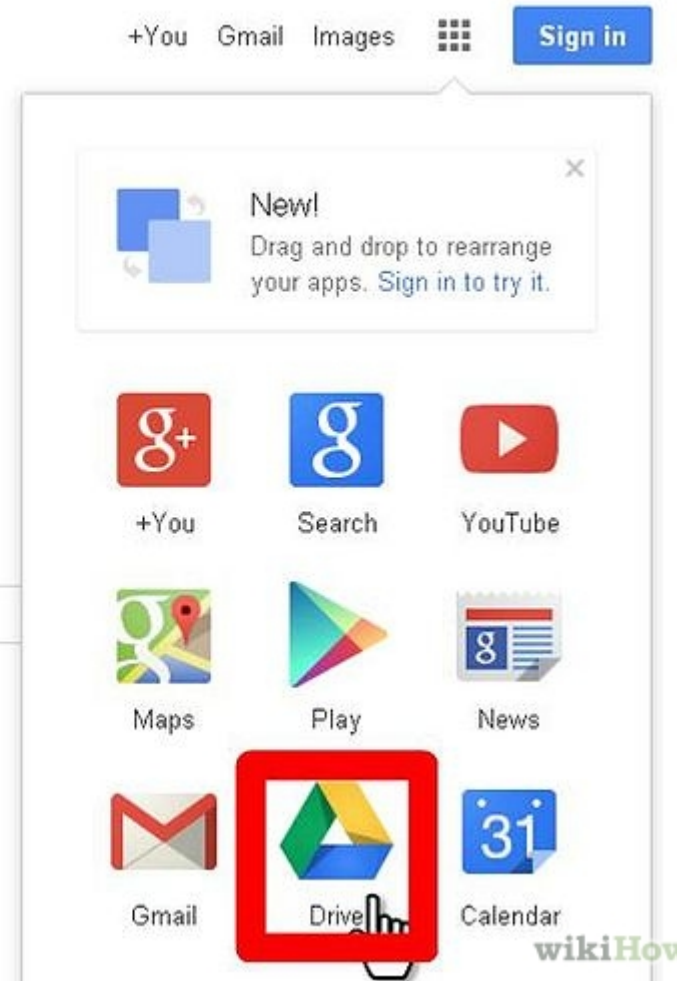 +You Gmail Images Sign in
New!
Drag and drop to rearrange
your apps. Sign in to try it.
g+ g
+You Search YouTube
g g
Maps Play News
31
Gmail Drive Calendar
wikiHow